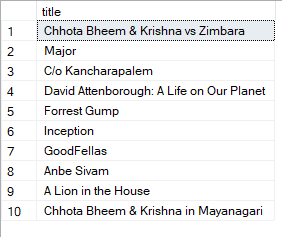 title
1 Chhota Bheem & Krishna vs Zimbara
2 Major
3 C/o Kancharapalem
4 David Attenborough: A Life on Our Planet
5 Forrest Gump
6 Inception
7 GoodFellas
8 Anbe Sivam
9 A Lion in the House
10 Chhota Bheem & Krishna in Mayanagari